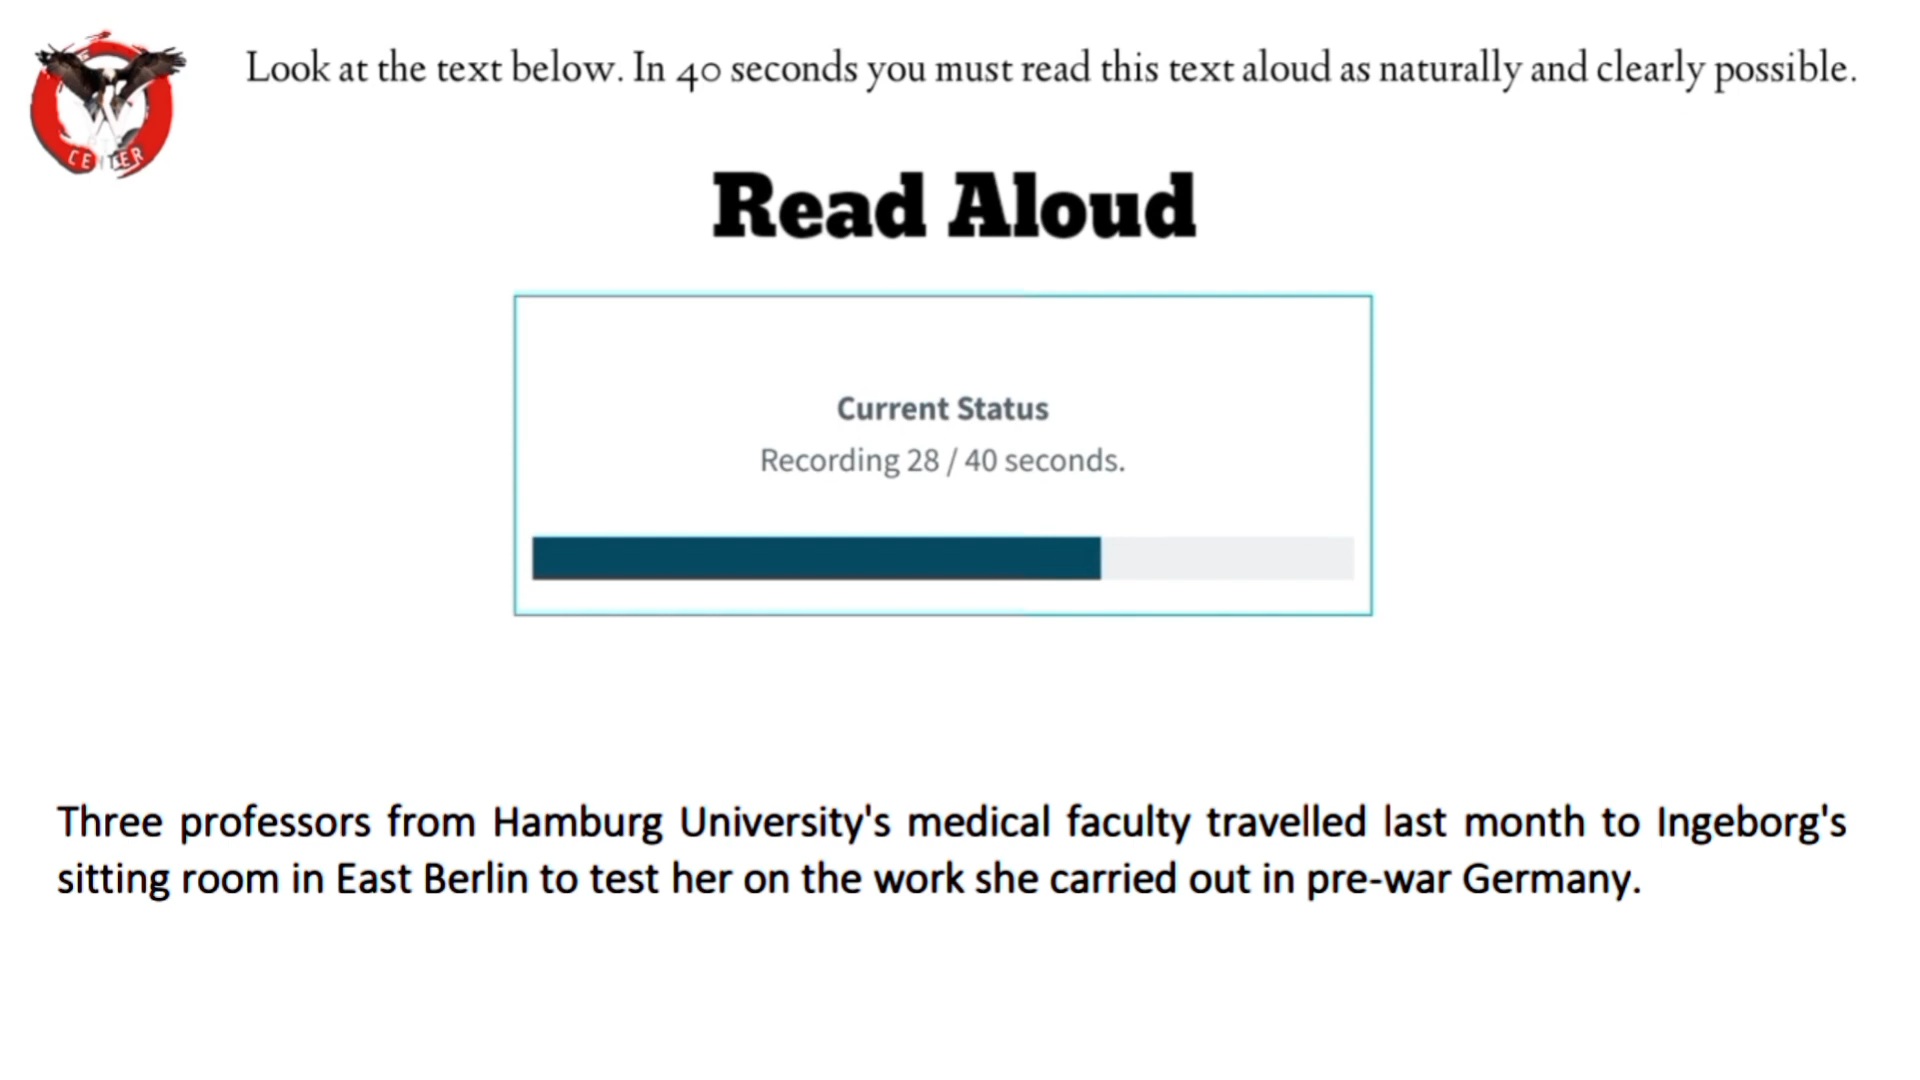 Look at the text below. In 40 seconds you must read this text aloud as naturally and clearly possible.
CENTER
Read Aloud
Current Status
Recording 28 / 40 seconds.
Three professors from Hamburg University's medical faculty travelled last month to Ingeborg's
sitting room in East Berlin to test her on the work she carried out in pre-war Germany.